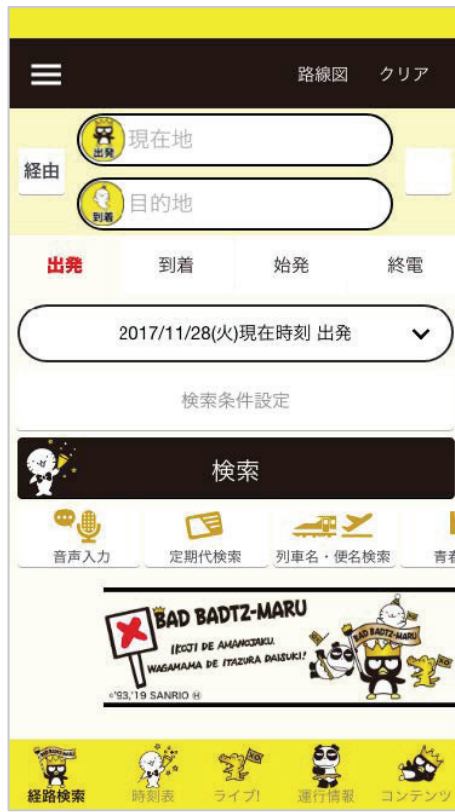 路線図 クリア
経由
出発
現在地
到着
目的地
出発 到着 始発 終電
2017/11/28(火)現在時刻 出発
検索条件設定
検索
音声入力 定期代検索 列車名・便名検索 青春
BAD BADTZ-MARU
IKOJI DE AMANOJAKU.
WAGAMAMA DE ITAZURA DAISUKI!
BAD BADTZ-MARU
©'93,'19 SANRIO Ⓗ
経路検索 時刻表 ライブ! 運行情報 コンテンツ